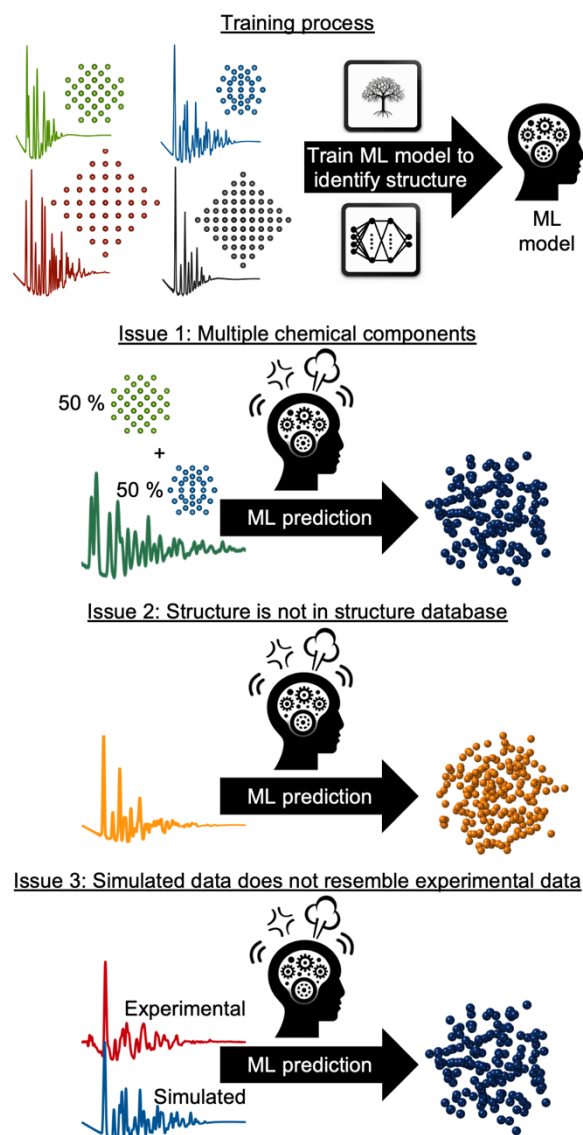 Training process
Train ML model to
identify structure
ML
model
Issue 1: Multiple chemical components
50 %
+
50 %
ML prediction
Issue 2: Structure is not in structure database
ML prediction
Issue 3: Simulated data does not resemble experimental data
Experimental
ML prediction
Simulated